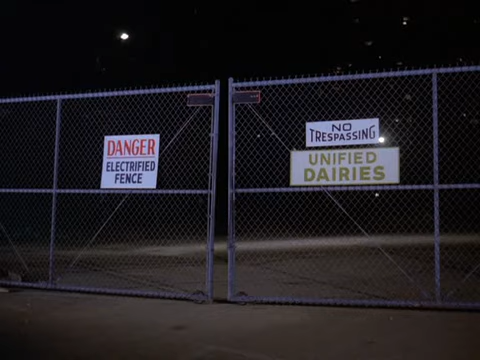 DANGER
ELECTRIFIED
FENCE
NO
TRESPASSING
UNIFIED
DAIRIES